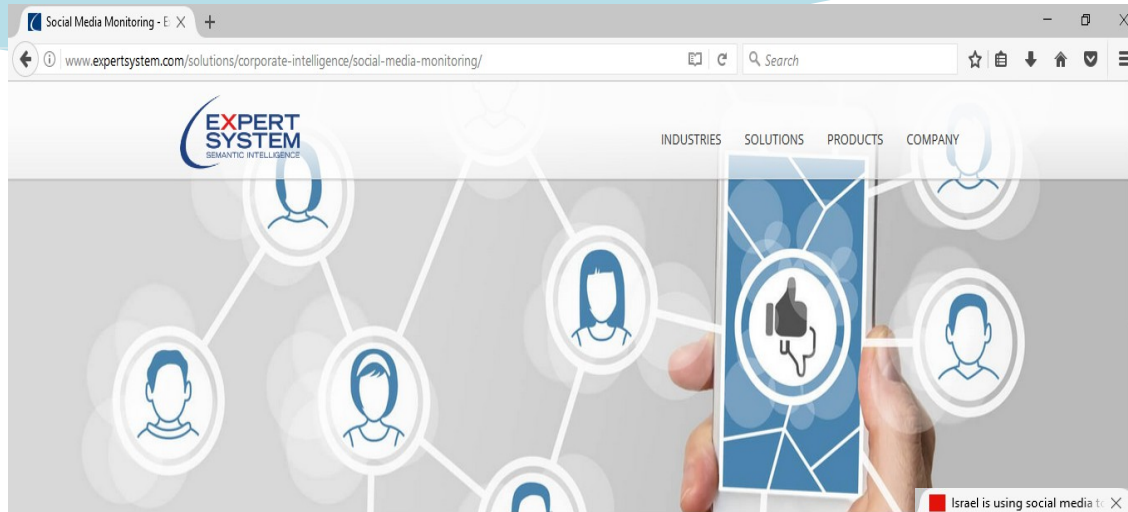 Social Media Monitoring - E
www.expertsystem.com/solutions/corporate-intelligence/social-media-monitoring/
Search
EXPERT
SYSTEM
SEMANTIC INTELLIGENCE
INDUSTRIES SOLUTIONS PRODUCTS COMPANY
Israel is using social media to